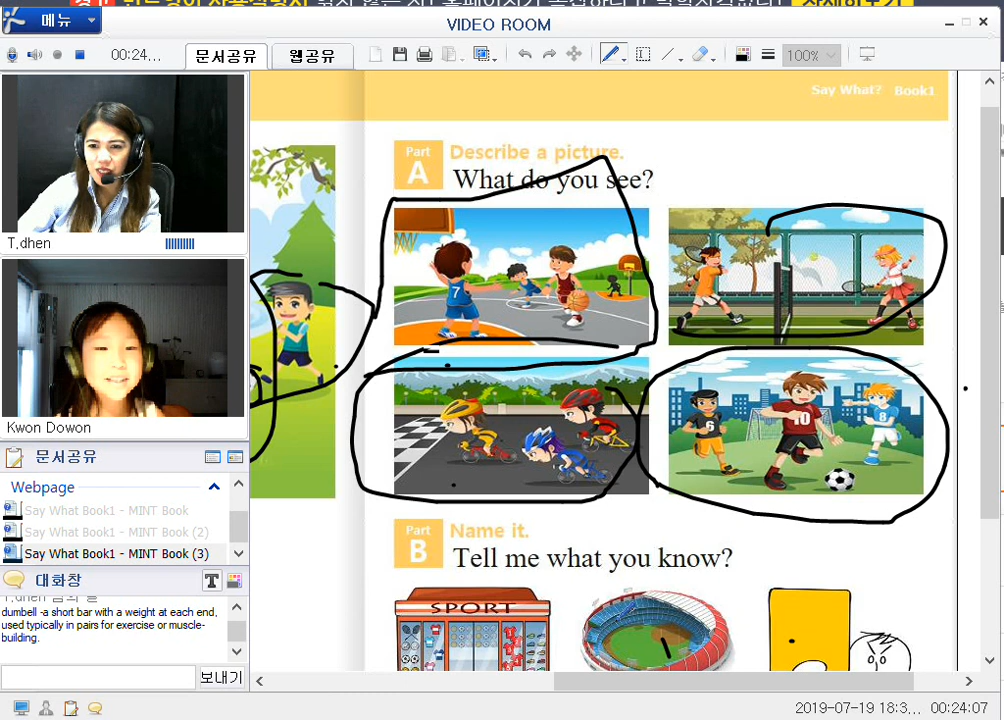 메뉴
VIDEO ROOM
00:24...
문서공유
웹공유
100%
Say What? Book1
Part
A
Describe a picture.
What do you see?
7
10
6
8
T.dhen
Kwon Dowon
문서공유
Webpage
Say What Book1 - MINT Book
Say What Book1 - MINT Book (2)
Say What Book1 - MINT Book (3)
대화창
T
T.dhen
dumbell -a short bar with a weight at each end,
used typically in pairs for exercise or muscle-
building.
보내기
Part
B
Name it.
Tell me what you know?
SPORT
2019-07-19 18:3...
00:24:07